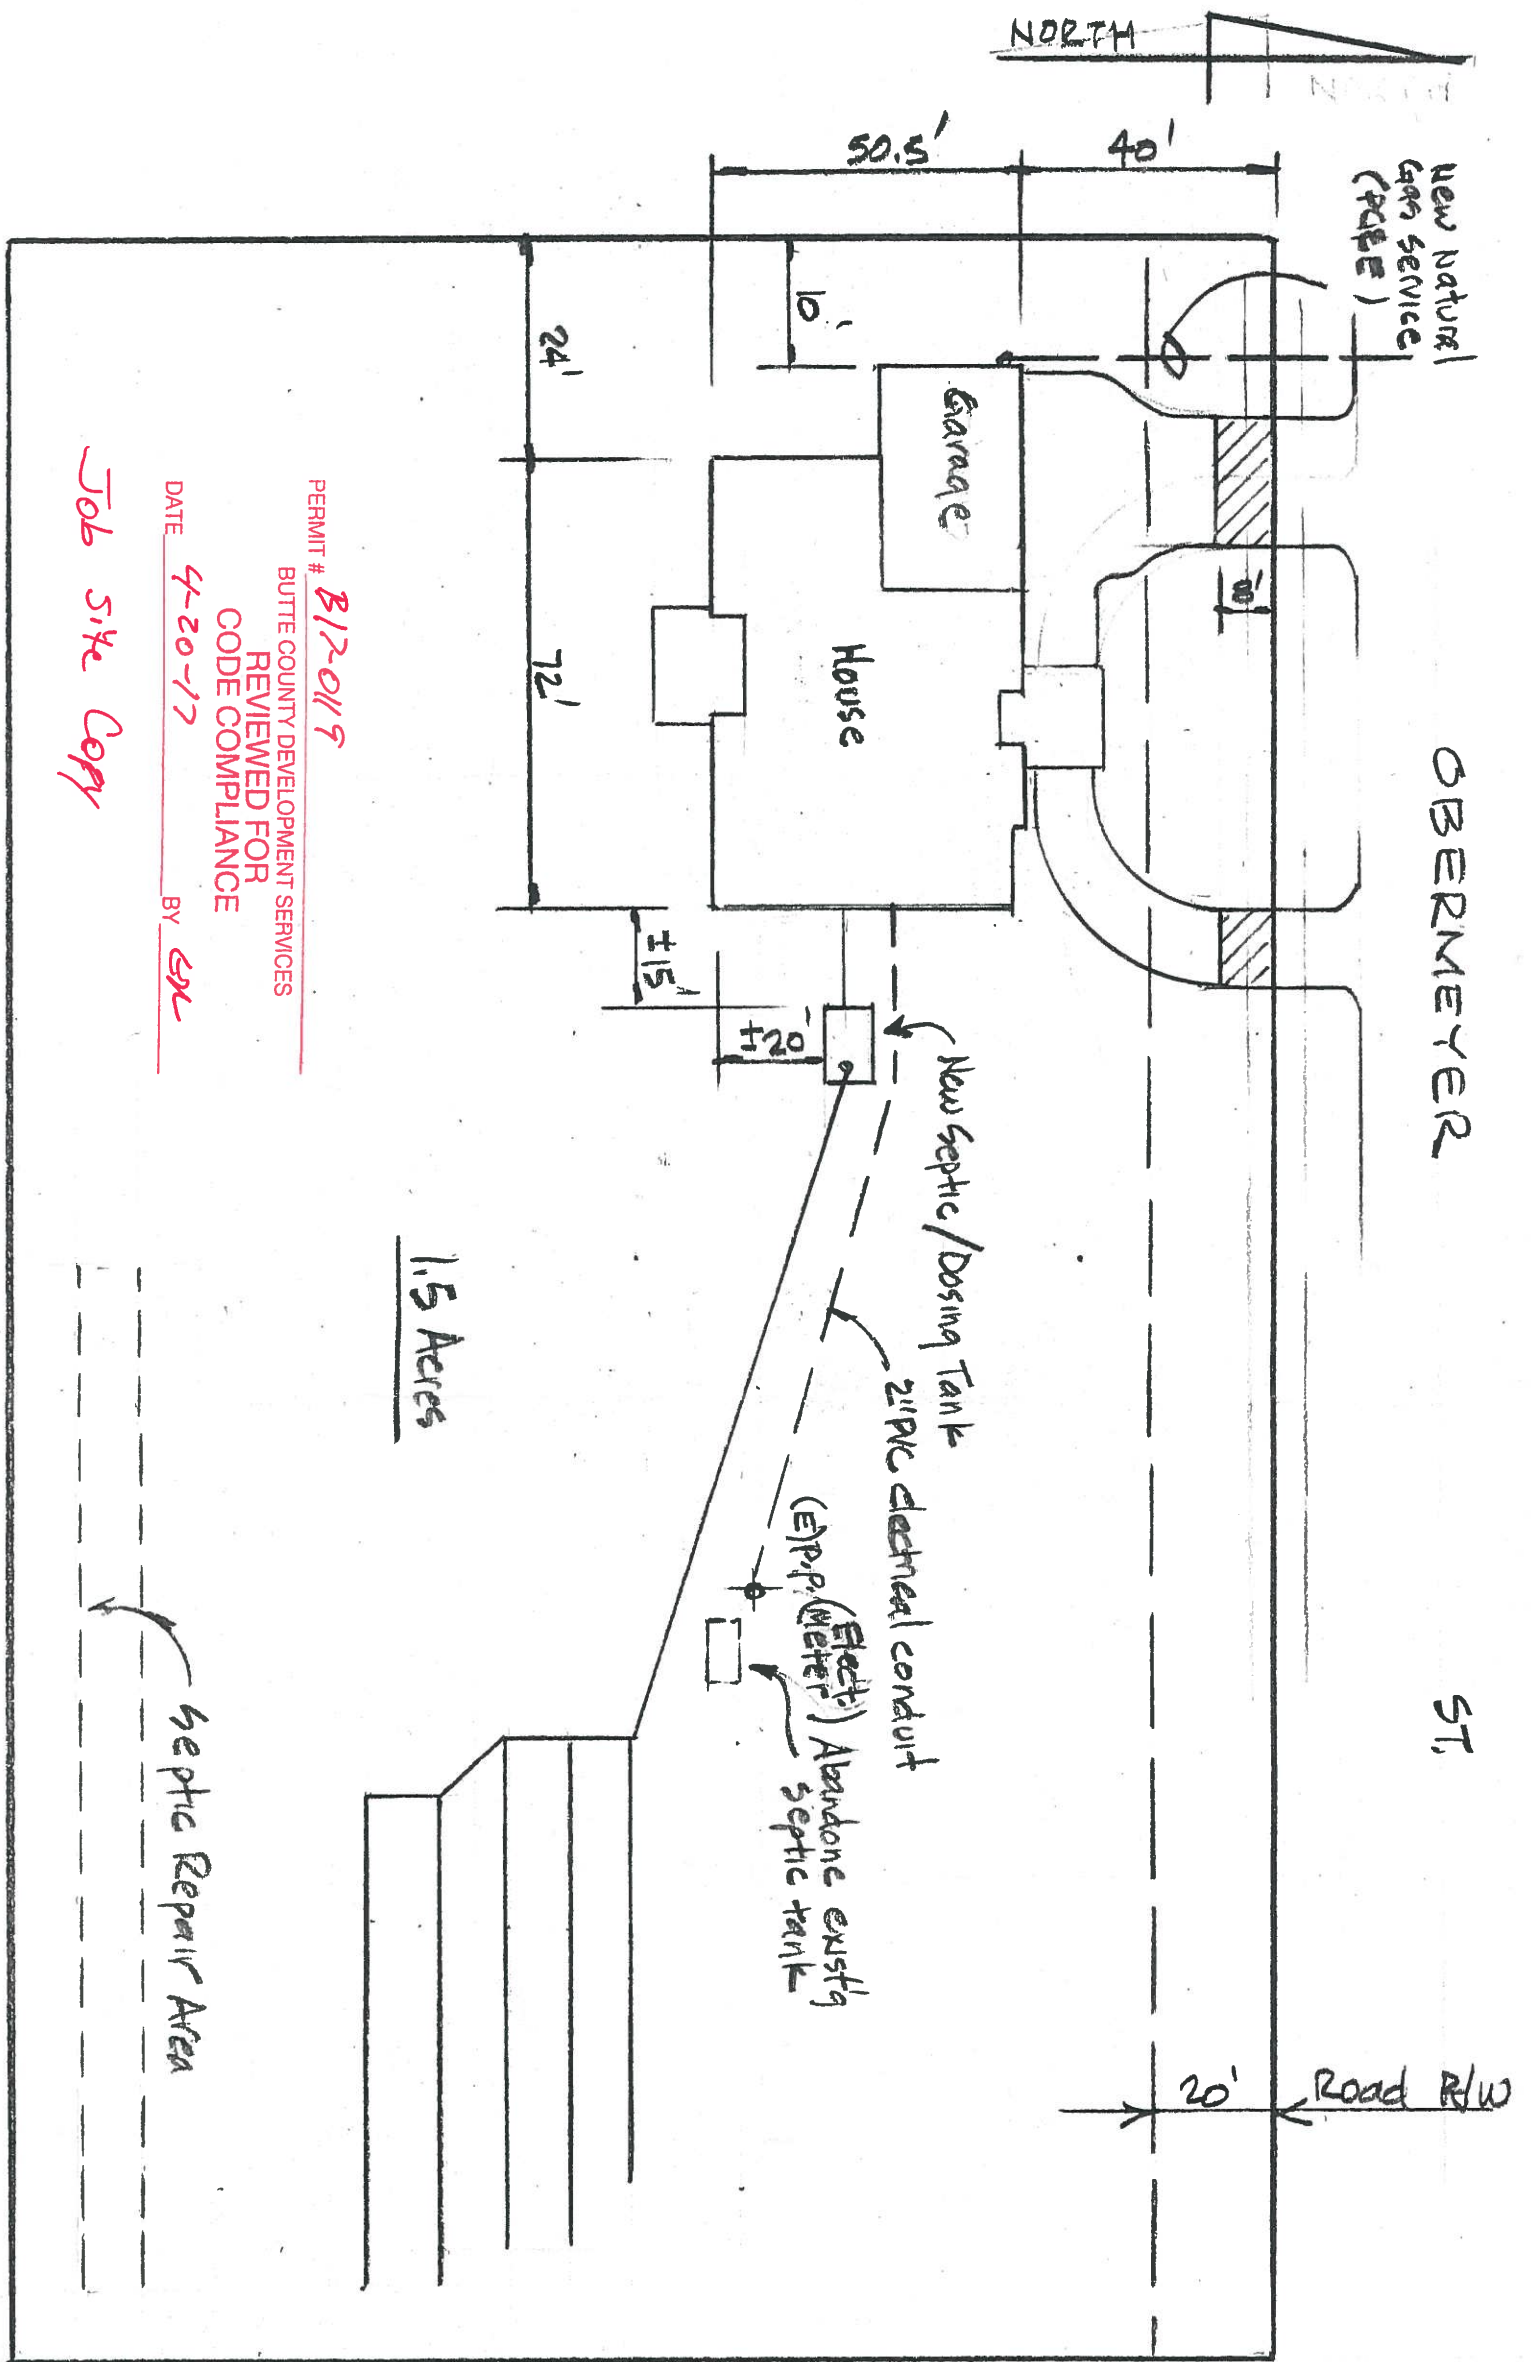 NORTH
New Natural
Gas Service
(PG&E)
OBERMEYER
ST.
Road R/W
20'
40'
50.5'
10'
24'
72'
8'
Garage
House
±15'
±20'
New Septic/Dosing Tank
2" PVC electrical conduit
(E) P.P. (Elect.
Meter)
Abandone exist'g
septic tank
1.5 Acres
Septic Repair Area
PERMIT # B17-0119
BUTTE COUNTY DEVELOPMENT SERVICES
REVIEWED FOR
CODE COMPLIANCE
DATE 4-20-17 BY
Job Site Copy